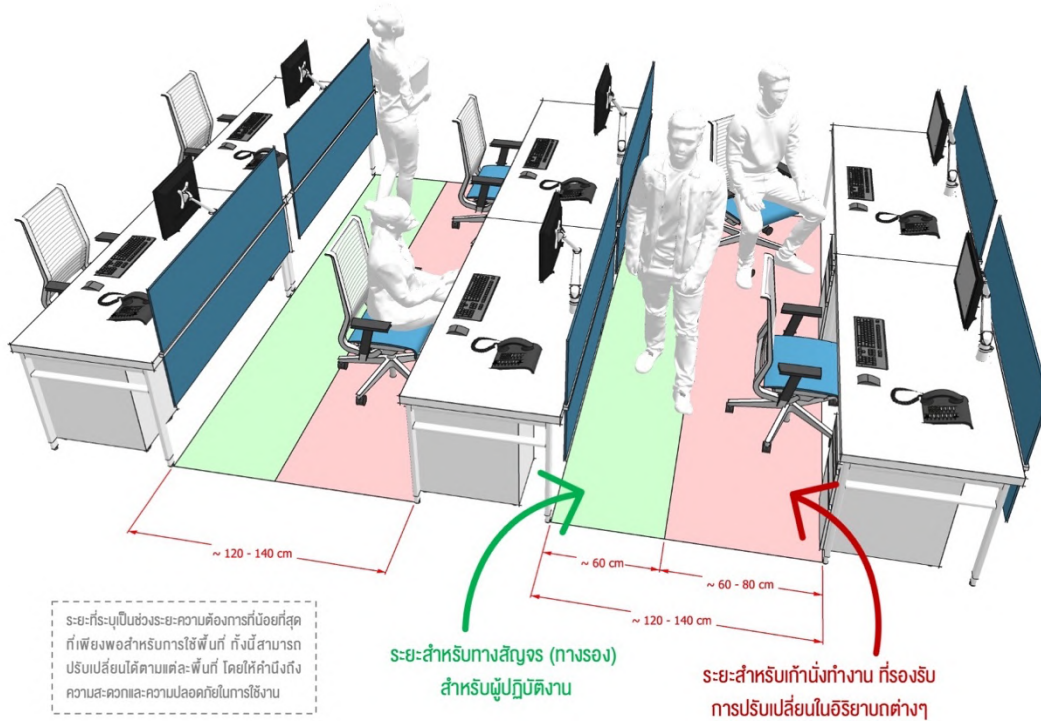 ~ 120 - 140 cm
~ 60 cm
~ 60 - 80 cm
~ 120 - 140 cm
ระยะที่ระบุเป็นช่วงระยะความต้องการที่น้อยที่สุด
ที่เพียงพอสำหรับการใช้พื้นที่ ทั้งนี้สามารถ
ปรับเปลี่ยนได้ตามแต่ละพื้นที่ โดยให้คำนึงถึง
ความสะดวกและความปลอดภัยในการใช้งาน
ระยะสำหรับทางสัญจร (ทางรอง)
สำหรับผู้ปฏิบัติงาน
ระยะสำหรับเก้านั่งทำงาน ที่รองรับ
การปรับเปลี่ยนในอิริยาบถต่างๆ